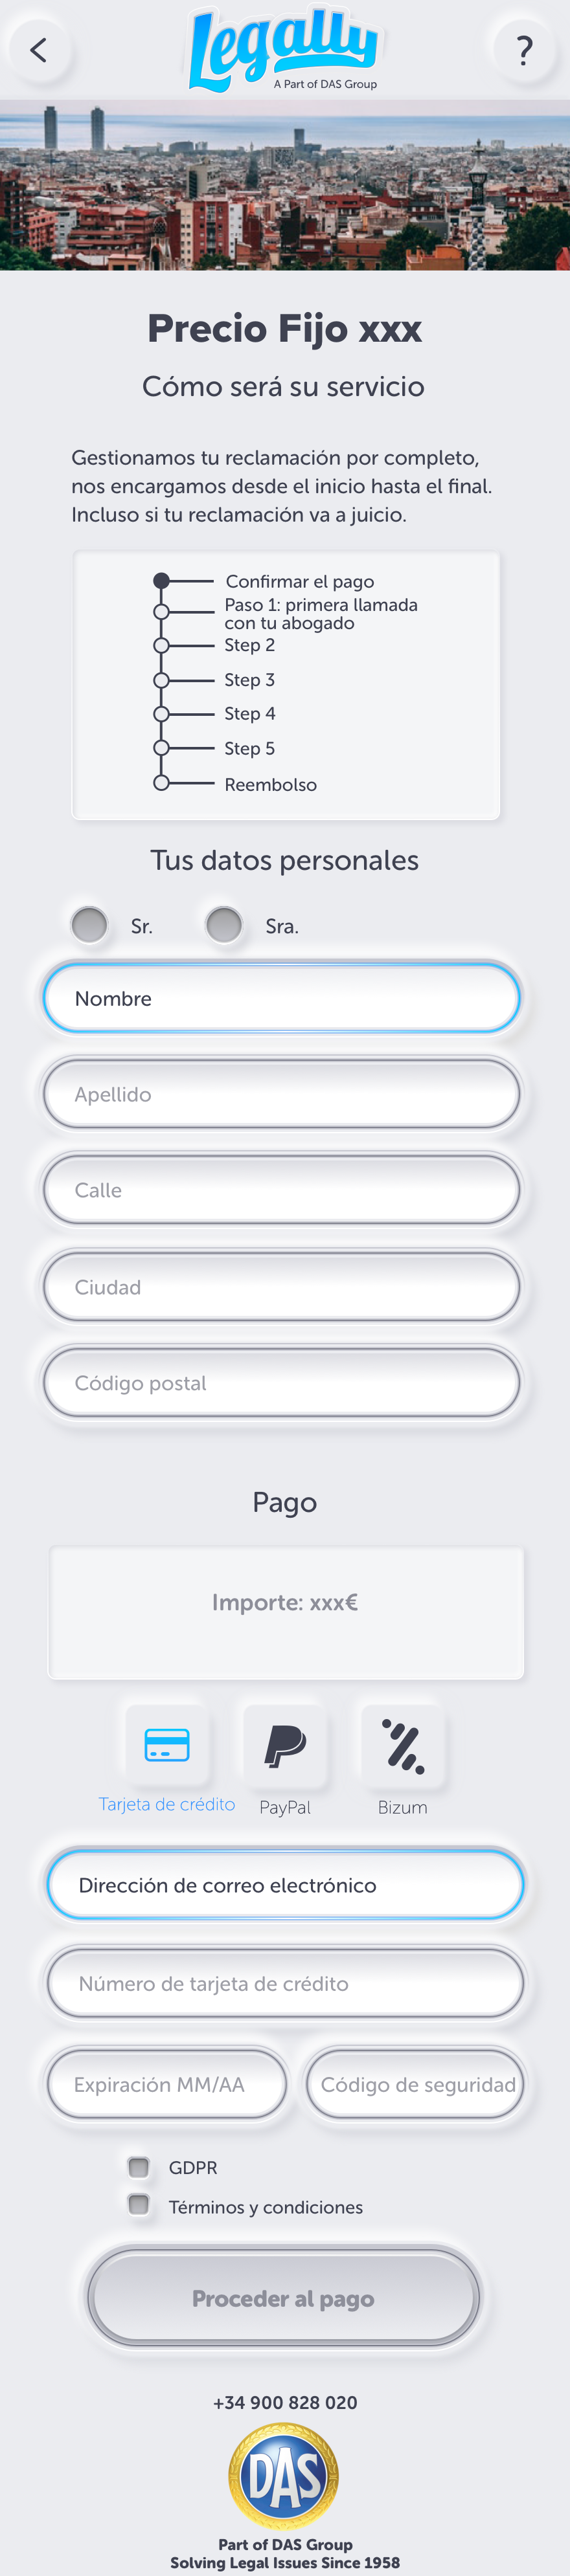 Legally
A Part of DAS Group
?
Precio Fijo xxx
Cómo será su servicio
Gestionamos tu reclamación por completo,
nos encargamos desde el inicio hasta el final.
Incluso si tu reclamación va a juicio.
Confirmar el pago
Paso 1: primera llamada
con tu abogado
Step 2
Step 3
Step 4
Step 5
Reembolso
Tus datos personales
Sr. Sra.
Nombre
Apellido
Calle
Ciudad
Código postal
Pago
Importe: xxx€
Tarjeta de crédito PayPal Bizum
Dirección de correo electrónico
Número de tarjeta de crédito
Expiración MM/AA Código de seguridad
GDPR
Términos y condiciones
Proceder al pago
+34 900 828 020
DAS
Part of DAS Group
Solving Legal Issues Since 1958